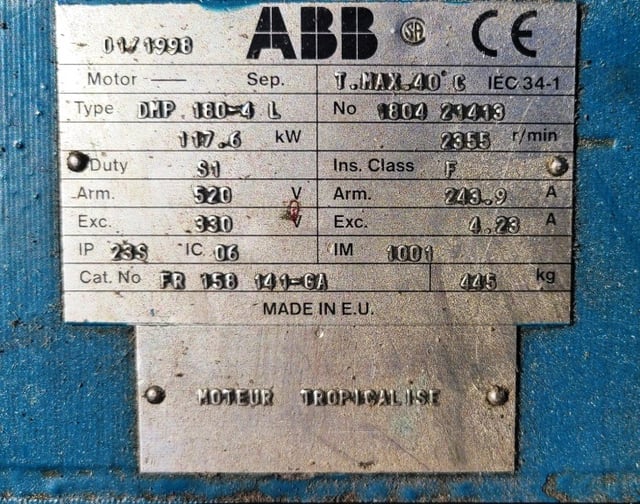 01/1998 ABB SA CE
Motor — Sep. T.MAX.40°C IEC 34-1
Type DMP 180-4 L No 1804 21413
117.6 kW 2355 r/min
Duty S1 Ins. Class F
Arm. 520 V Arm. 243.9 A
Exc. 330 V Exc. 4.23 A
IP 23S IC 06 IM 1001
Cat. No FR 158 141-GA 445 kg
MADE IN E.U.
MOTEUR TROPICALISE